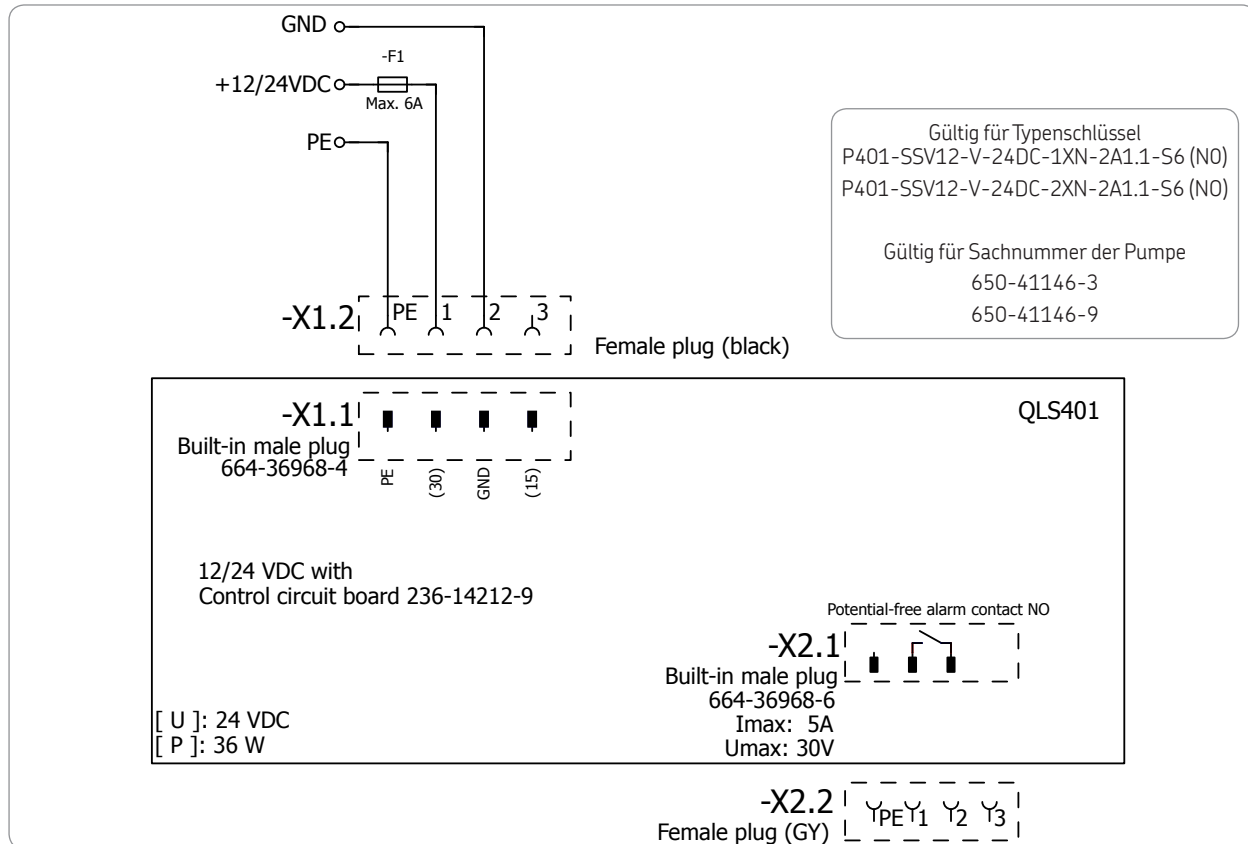 GND
-F1
+12/24VDC
Max. 6A
PE
Gültig für Typenschlüssel
P401-SSV12-V-24DC-1XN-2A1.1-S6 (NO)
P401-SSV12-V-24DC-2XN-2A1.1-S6 (NO)
Gültig für Sachnummer der Pumpe
650-41146-3
650-41146-9
-X1.2 PE 1 2 3
Female plug (black)
-X1.1
QLS401
Built-in male plug
664-36968-4
PE (30) GND (15)
12/24 VDC with
Control circuit board 236-14212-9
Potential-free alarm contact NO
-X2.1
Built-in male plug
664-36968-6
Imax: 5A
Umax: 30V
[ U ]: 24 VDC
[ P ]: 36 W
-X2.2 PE 1 2 3
Female plug (GY)